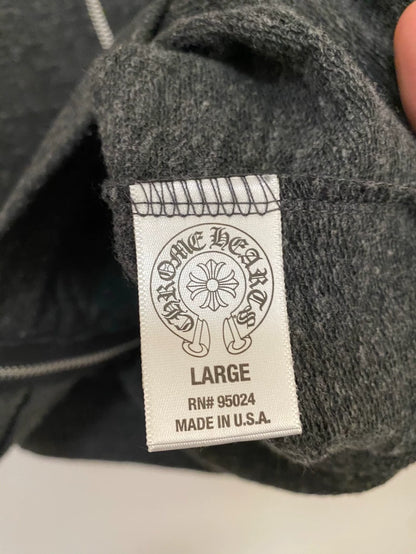 CHROME HEARTS
LARGE
RN# 95024
MADE IN U.S.A.